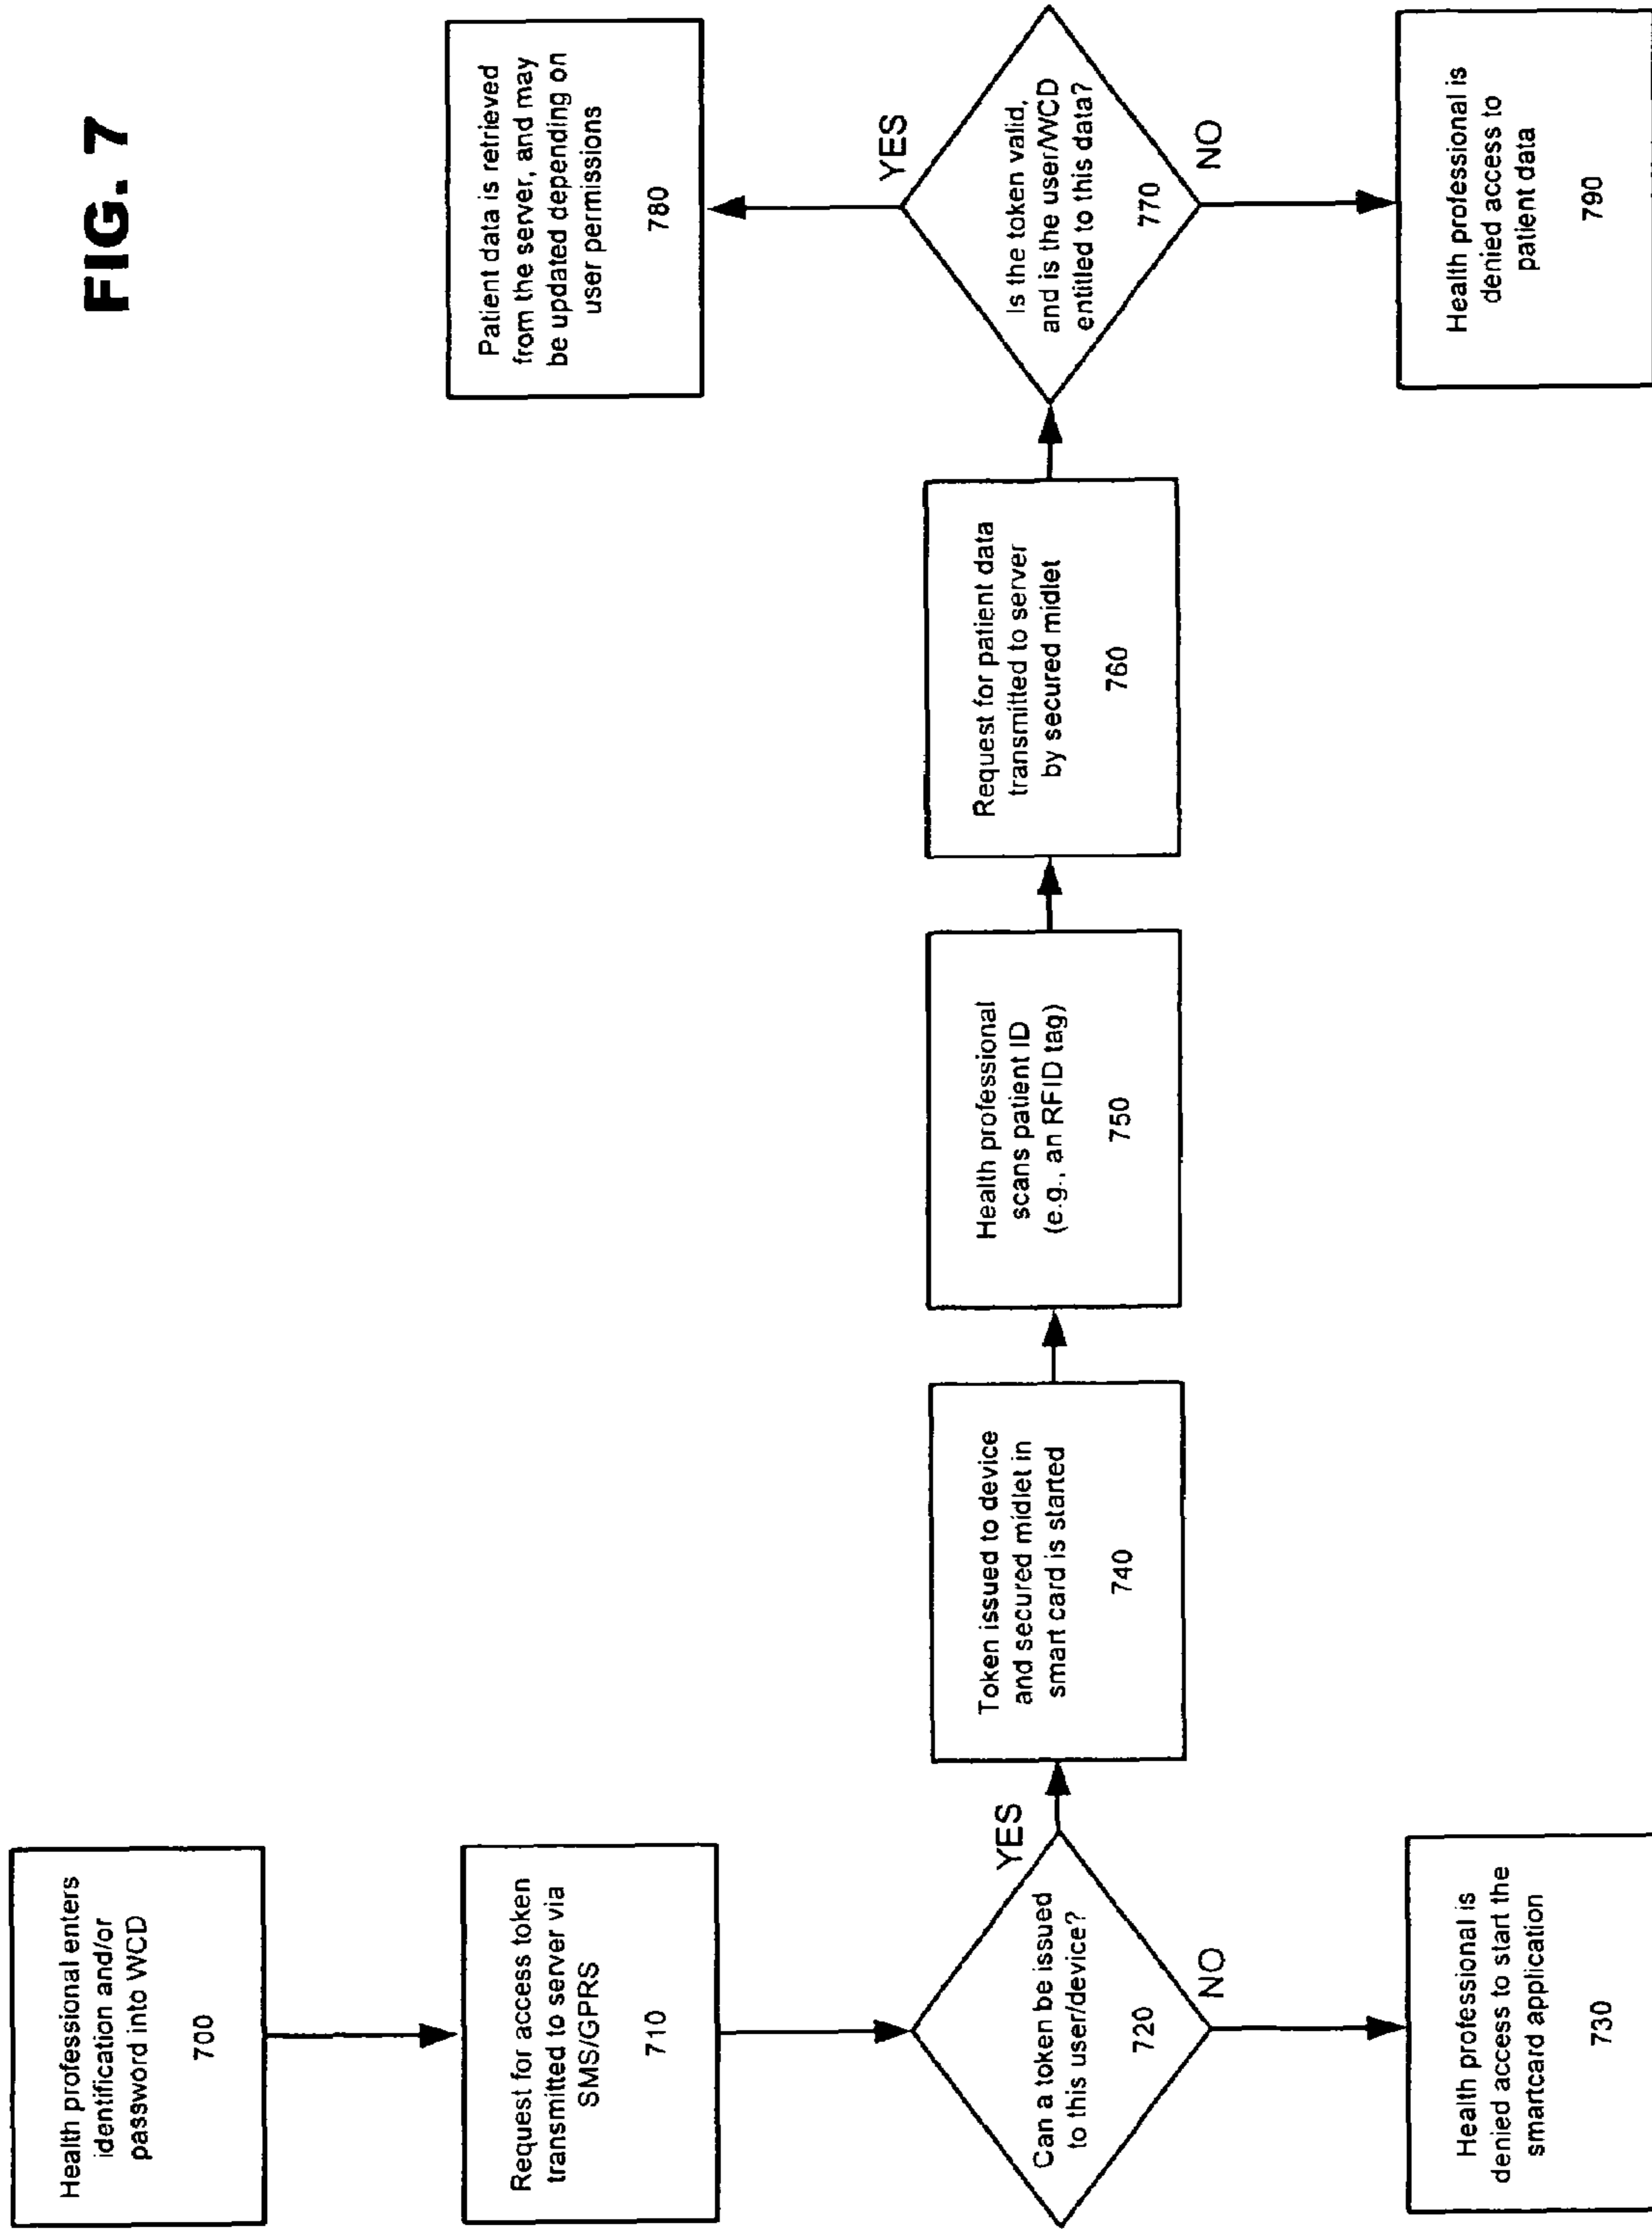 FIG. 7
Health professional enters
identification and/or
password into WCD
700
Request for access token
transmitted to server via
SMS/GPRS
710
Can a token be issued
to this user/device?
720
YES
NO
Health professional is
denied access to start the
smartcard application
730
Token issued to device
and secured midlet in
smart card is started
740
Health professional
scans patient ID
(e.g., an RFID tag)
750
Request for patient data
transmitted to server
by secured midlet
760
Is the token valid,
and is the user/WCD
entitled to this data?
770
YES
NO
Patient data is retrieved
from the server, and may
be updated depending on
user permissions
780
Health professional is
denied access to
patient data
790